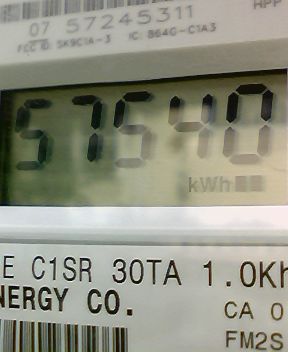 HPP
07 57245311
FCC ID: SK9C1A-3 IC: 864G-C1A3
57540
kWh
E C1SR 30TA 1.0Kh
NERGY CO.
CA 0
FM2S